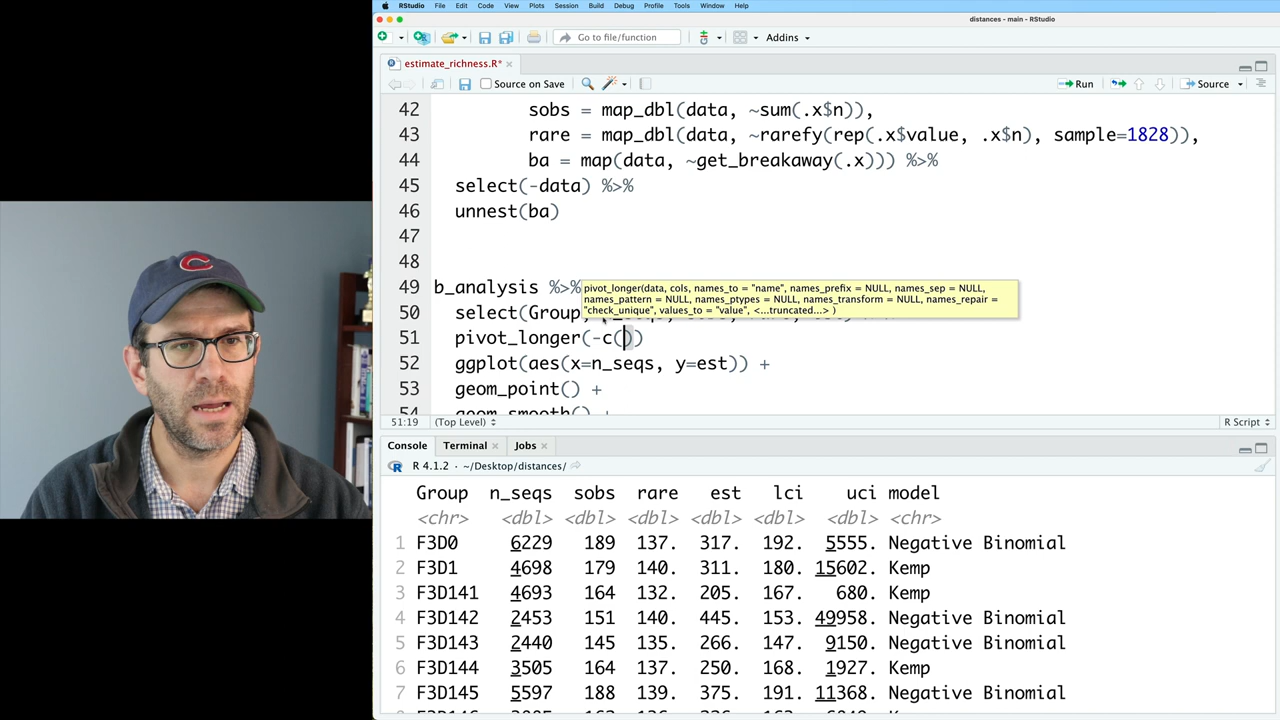 RStudio File Edit Code View Plots Session Build Debug Profile Tools Window Help
distances - main - RStudio
Go to file/function Addins
estimate_richness.R*
Source on Save Run Source
42 sobs = map_dbl(data, ~sum(.x$n)),
43 rare = map_dbl(data, ~rarefy(rep(.x$value, .x$n), sample=1828)),
44 ba = map(data, ~get_breakaway(.x))) %>%
45 select(-data) %>%
46 unnest(ba)
47
48
49 b_analysis %>%
pivot_longer(data, cols, names_to = "name", names_prefix = NULL, names_sep = NULL,
names_pattern = NULL, names_ptypes = NULL, names_transform = NULL, names_repair =
"check_unique", values_to = "value", <...truncated...> )
50 select(Group,
51 pivot_longer(-c())
52 ggplot(aes(x=n_seqs, y=est)) +
53 geom_point() +
54 geom_smooth() +
51:19 (Top Level) R Script
Console Terminal Jobs
R 4.1.2 · ~/Desktop/distances/
Group n_seqs sobs rare est lci uci model
<chr> <dbl> <dbl> <dbl> <dbl> <dbl> <dbl> <chr>
1 F3D0 6229 189 137. 317. 192. 5555. Negative Binomial
2 F3D1 4698 179 140. 311. 180. 15602. Kemp
3 F3D141 4693 164 132. 205. 167. 680. Kemp
4 F3D142 2453 151 140. 445. 153. 49958. Negative Binomial
5 F3D143 2440 145 135. 266. 147. 9150. Negative Binomial
6 F3D144 3505 164 137. 250. 168. 1927. Kemp
7 F3D145 5597 188 139. 375. 191. 11368. Negative Binomial